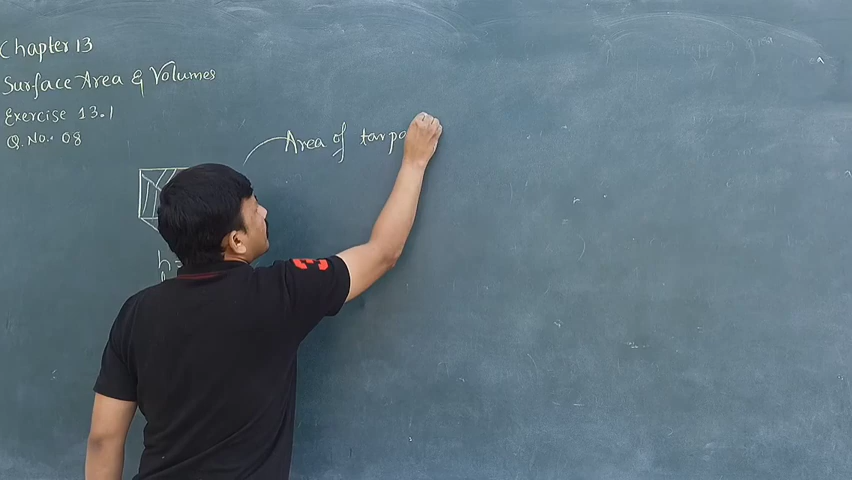 Chapter 13
Surface Area & Volumes
Exercise 13.1
Q. No. 08
Area of tarpa
h =